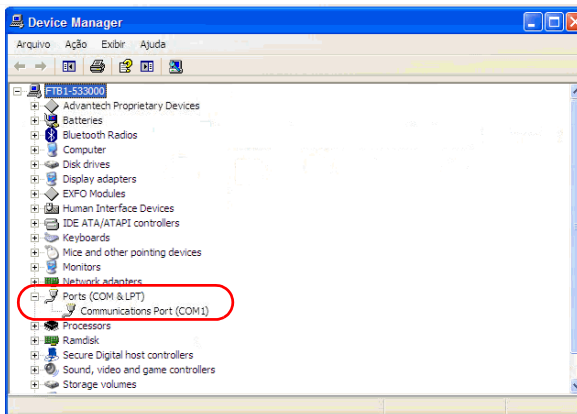 Device Manager
Arquivo Ação Exibir Ajuda
FTB1-533000
Advantech Proprietary Devices
Batteries
Bluetooth Radios
Computer
Disk drives
Display adapters
EXFO Modules
Human Interface Devices
IDE ATA/ATAPI controllers
Keyboards
Mice and other pointing devices
Monitors
Network adapters
Ports (COM & LPT)
Communications Port (COM1)
Processors
Ramdisk
Secure Digital host controllers
Sound, video and game controllers
Storage volumes